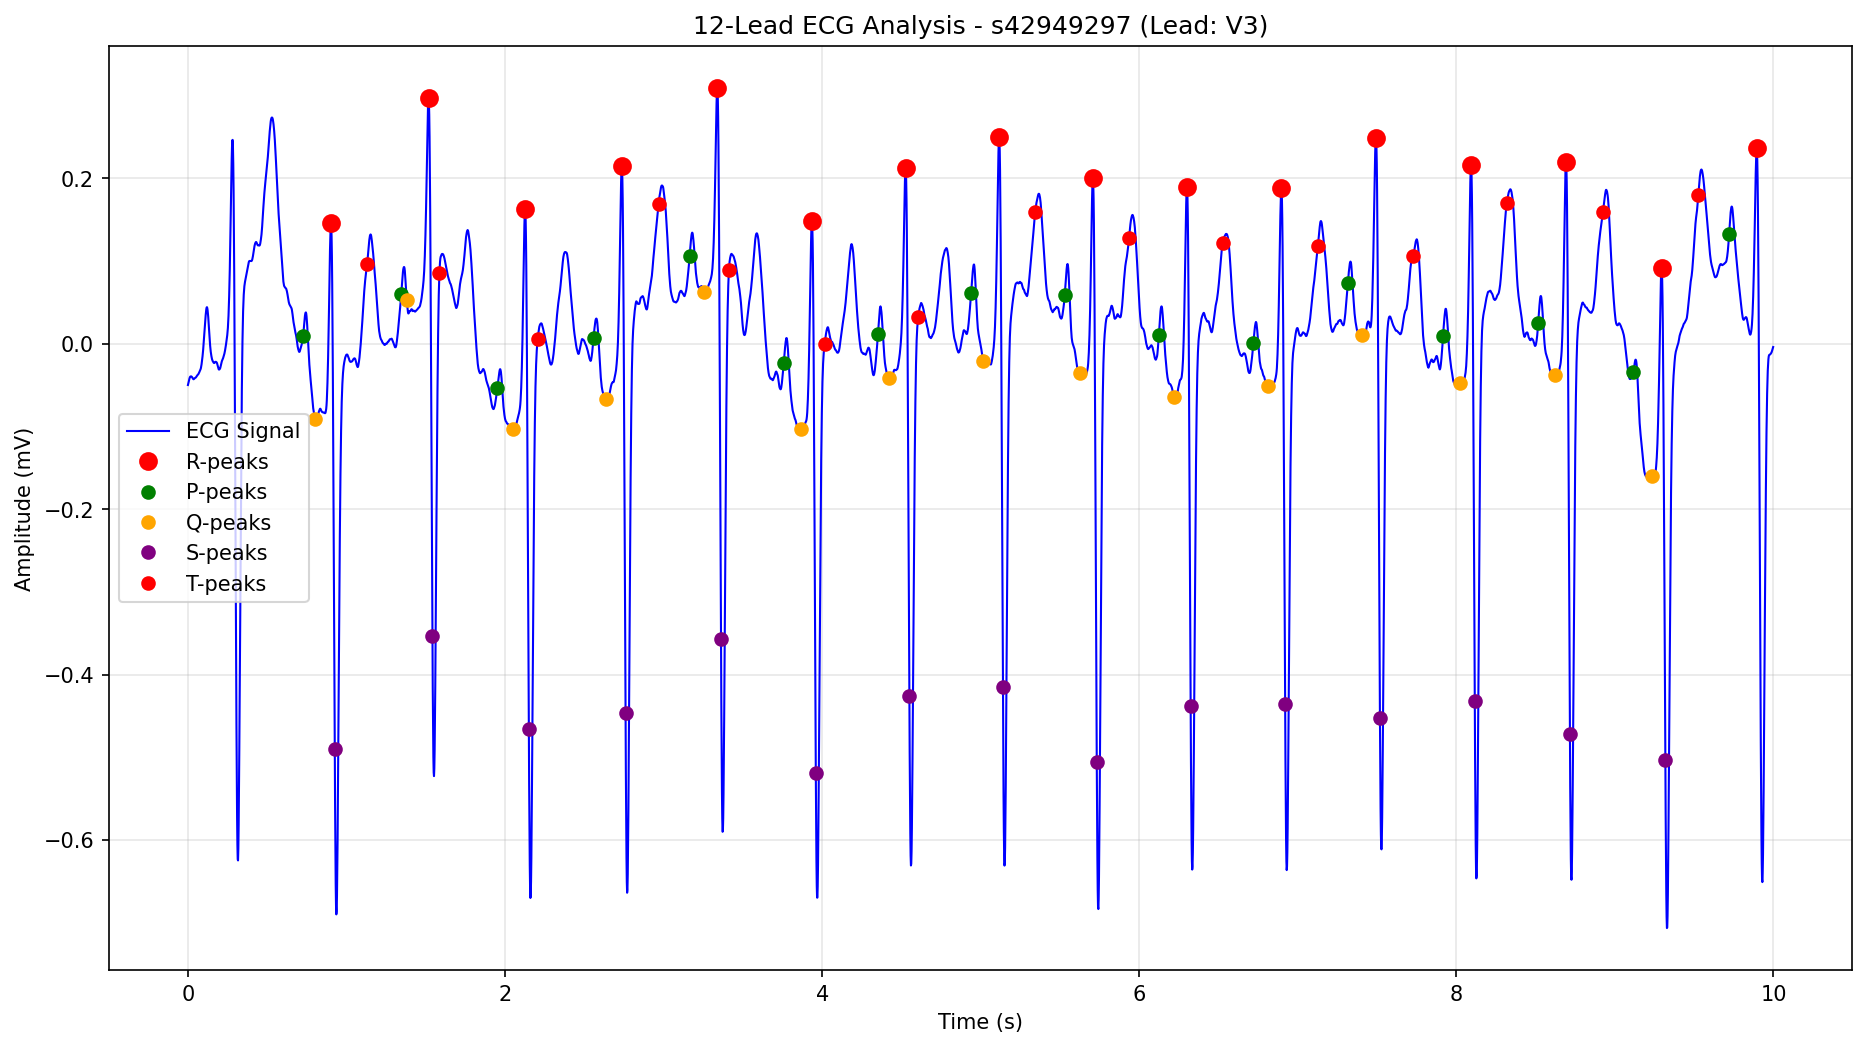 12-Lead ECG Analysis - s42949297 (Lead: V3)
Amplitude (mV)
0.2
0.0
−0.2
−0.4
−0.6
ECG Signal
R-peaks
P-peaks
Q-peaks
S-peaks
T-peaks
0 2 4 6 8 10
Time (s)